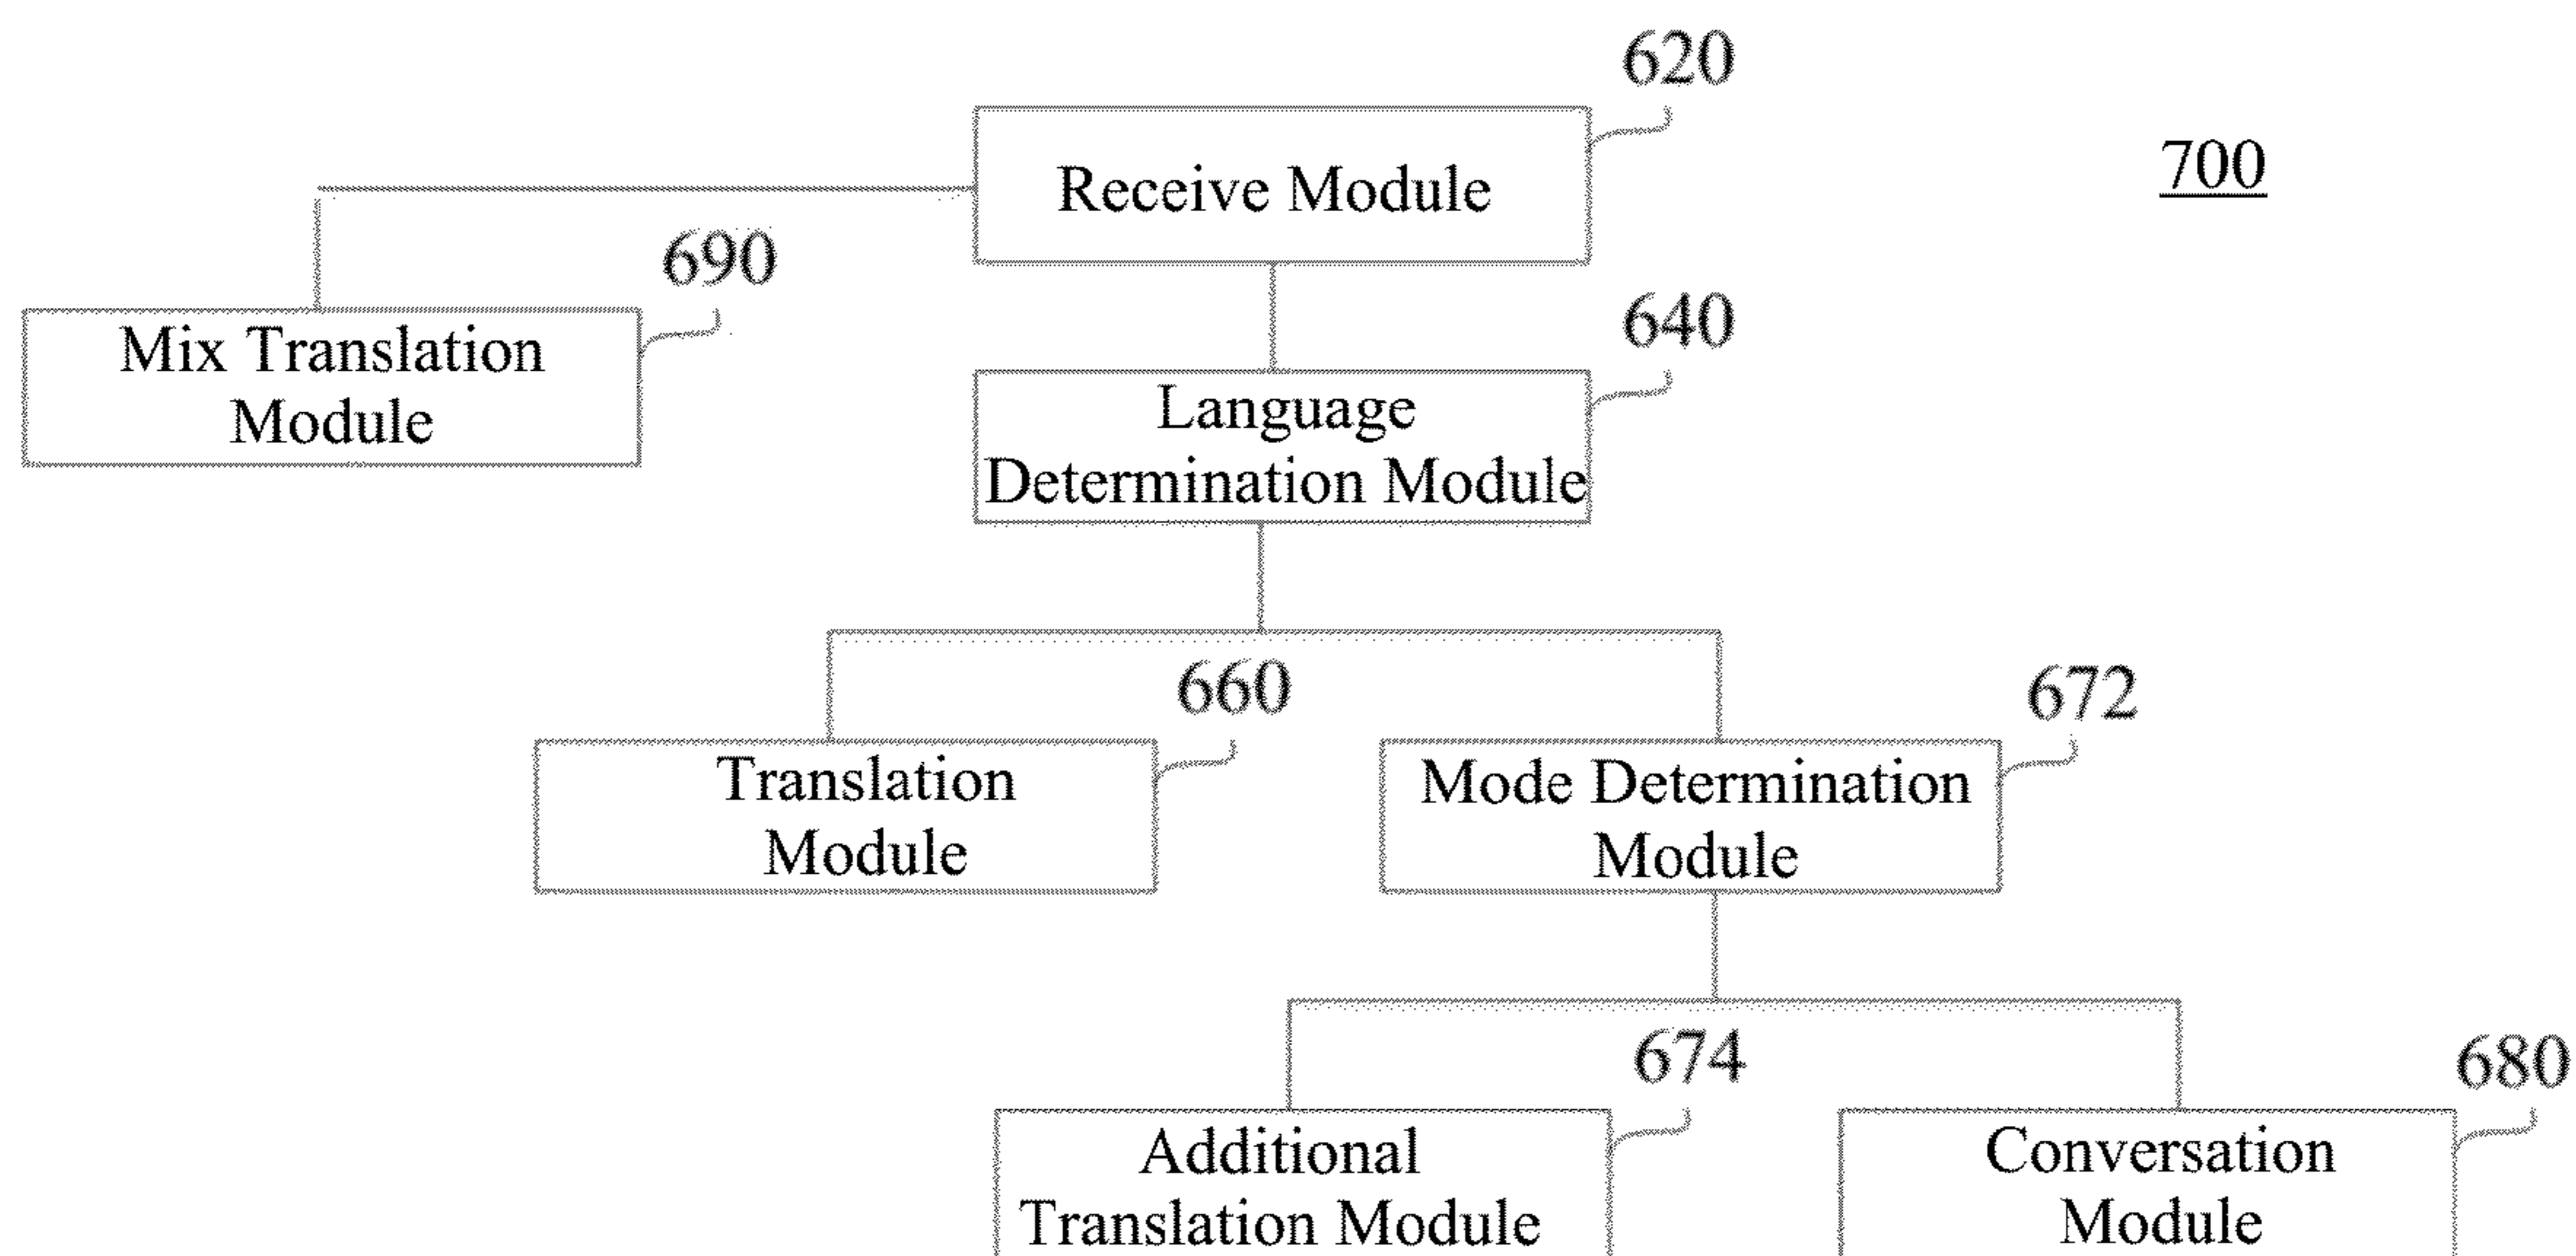 620
Receive Module
700
690
Mix Translation
Module
640
Language
Determination Module
660
Translation
Module
672
Mode Determination
Module
674
Additional
Translation Module
680
Conversation
Module